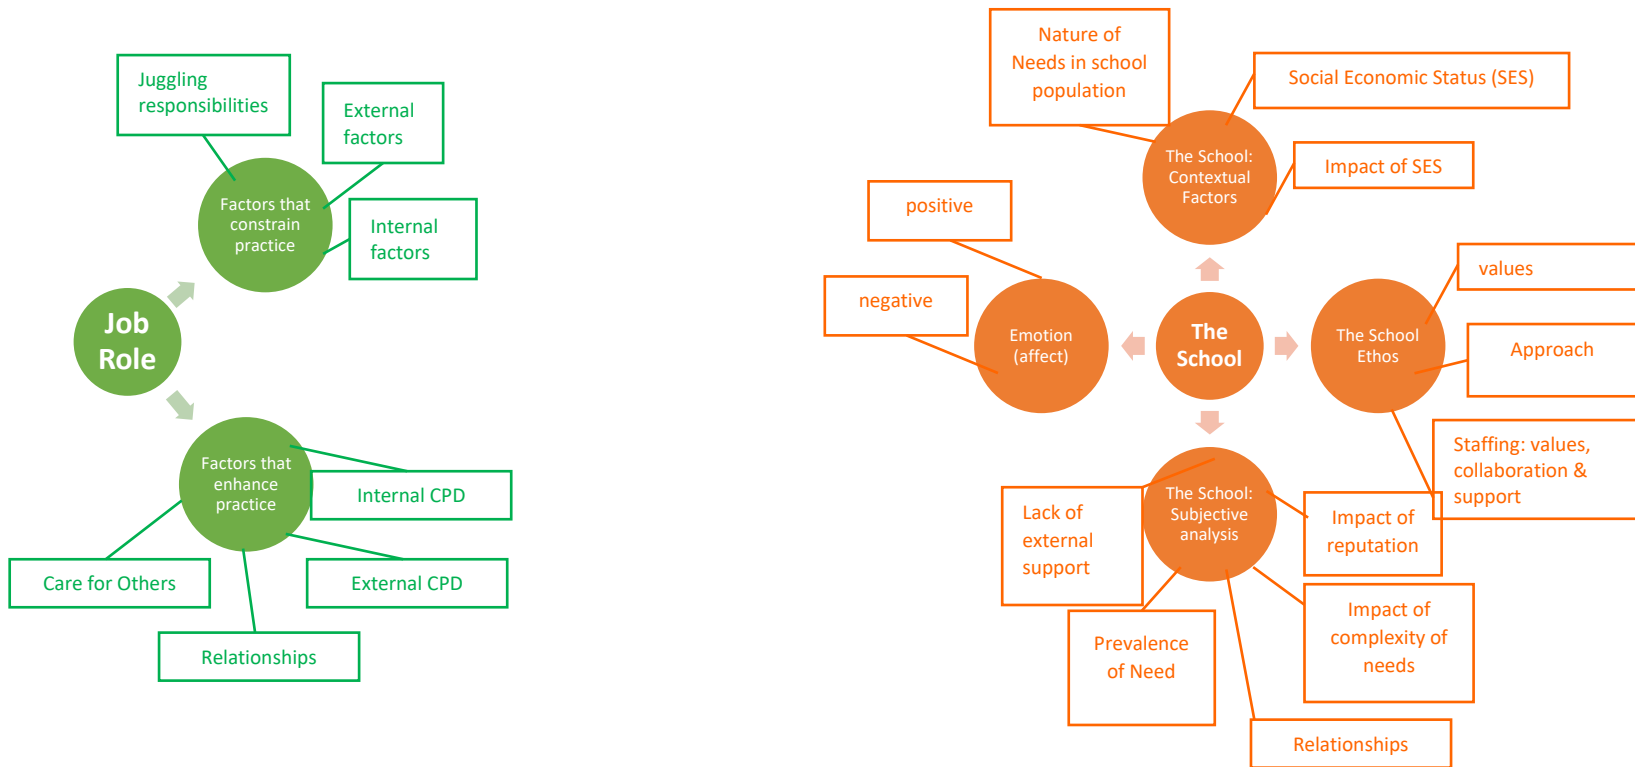 Juggling
responsibilities
External
factors
Factors that
constrain
practice
Internal
factors
Job
Role
Factors that
enhance
practice
Internal CPD
Care for Others
External CPD
Relationships
Nature of
Needs in school
population
Social Economic Status (SES)
The School:
Contextual
Factors
Impact of SES
positive
negative
Emotion
(affect)
The
School
The School
Ethos
values
Approach
Staffing: values,
collaboration &
support
The School:
Subjective
analysis
Lack of
external
support
Impact of
reputation
Prevalence
of Need
Impact of
complexity of
needs
Relationships